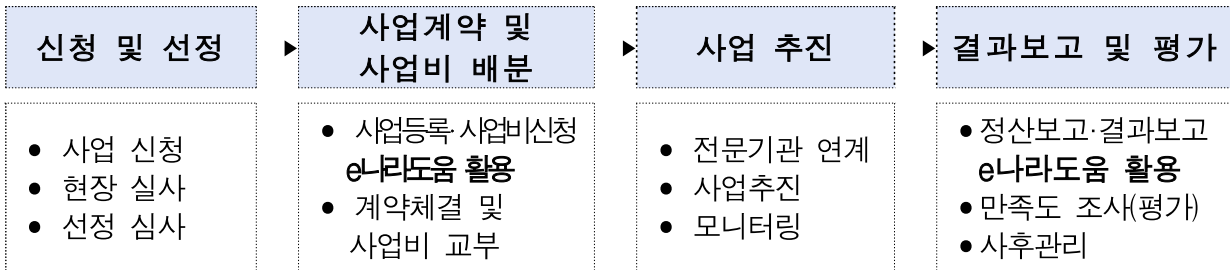 신청 및 선정
사업계약 및
사업비 배분
사업 추진
결과보고 및 평가
● 사업 신청
● 현장 실사
● 선정 심사
● 사업등록·사업비신청
e나라도움 활용
● 계약체결 및
사업비 교부
● 전문기관 연계
● 사업추진
● 모니터링
● 정산보고·결과보고
e나라도움 활용
● 만족도 조사(평가)
● 사후관리